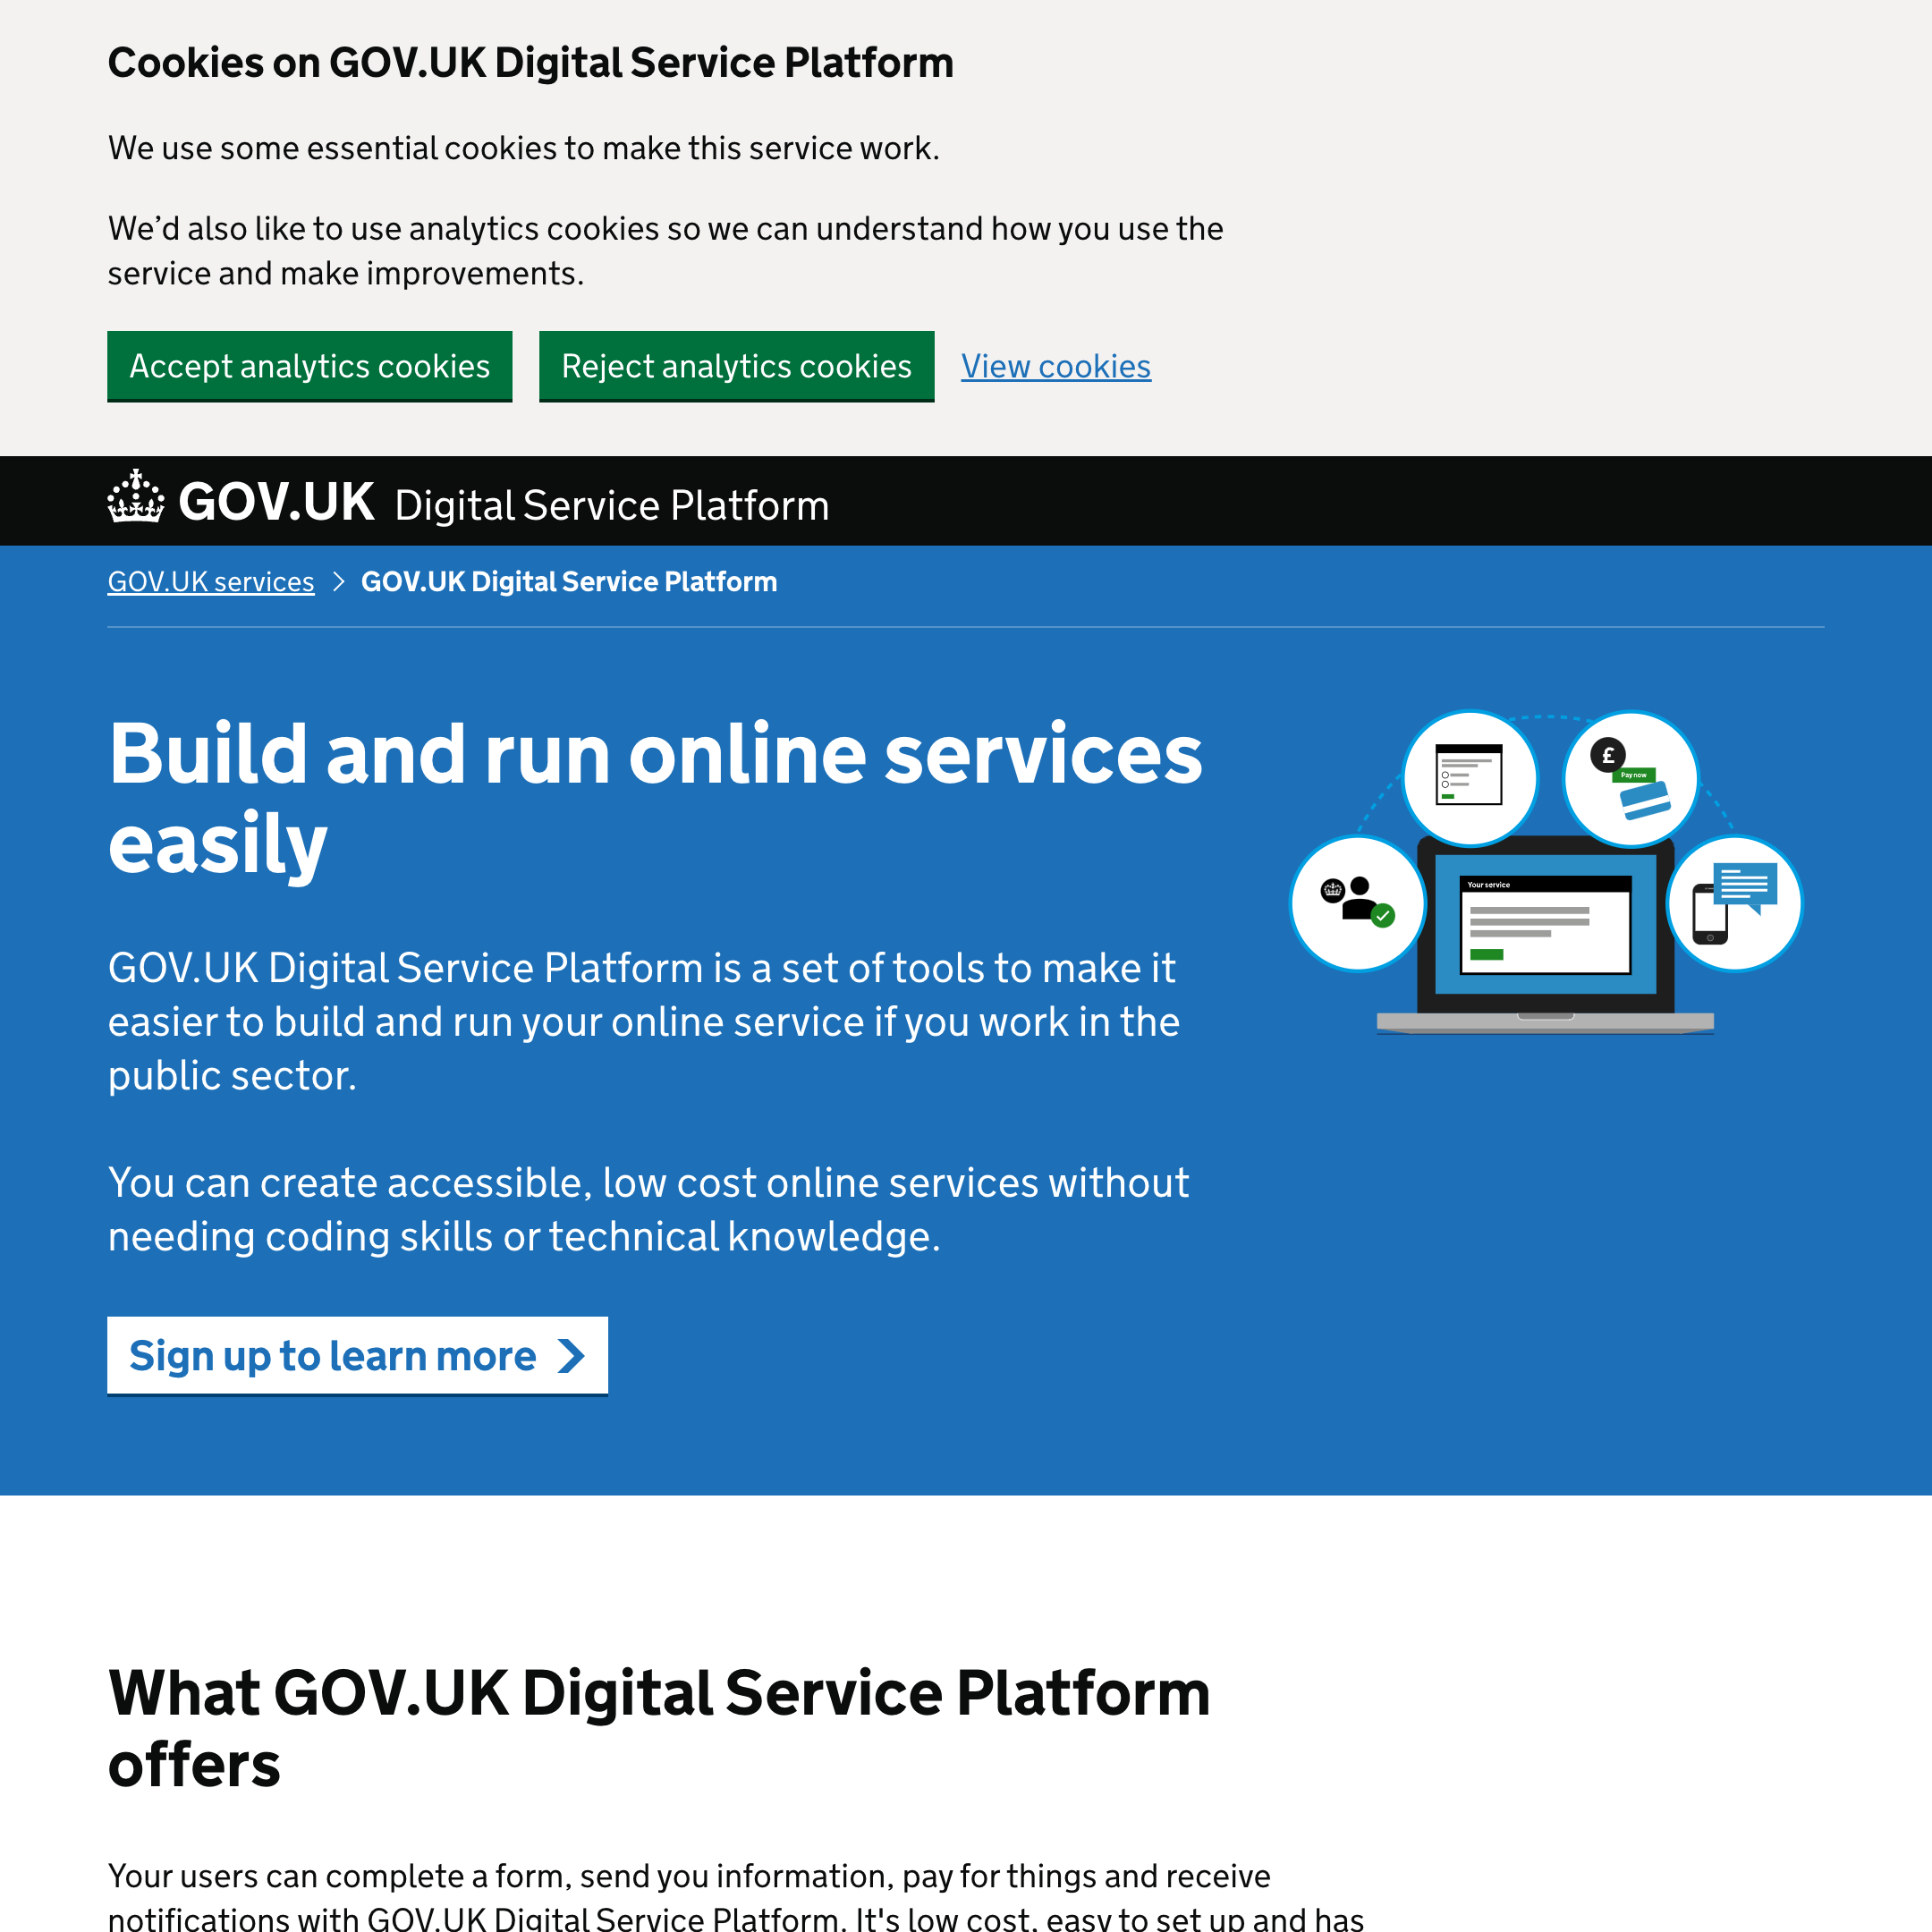 Cookies on GOV.UK Digital Service Platform
We use some essential cookies to make this service work.
We’d also like to use analytics cookies so we can understand how you use the
service and make improvements.
Accept analytics cookies
Reject analytics cookies
View cookies
GOV.UK Digital Service Platform
GOV.UK services > GOV.UK Digital Service Platform
Build and run online services
easily
GOV.UK Digital Service Platform is a set of tools to make it
easier to build and run your online service if you work in the
public sector.
You can create accessible, low cost online services without
needing coding skills or technical knowledge.
Sign up to learn more
£
Pay now
Your service
What GOV.UK Digital Service Platform
offers
Your users can complete a form, send you information, pay for things and receive
notifications with GOV.UK Digital Service Platform. It's low cost, easy to set up and has